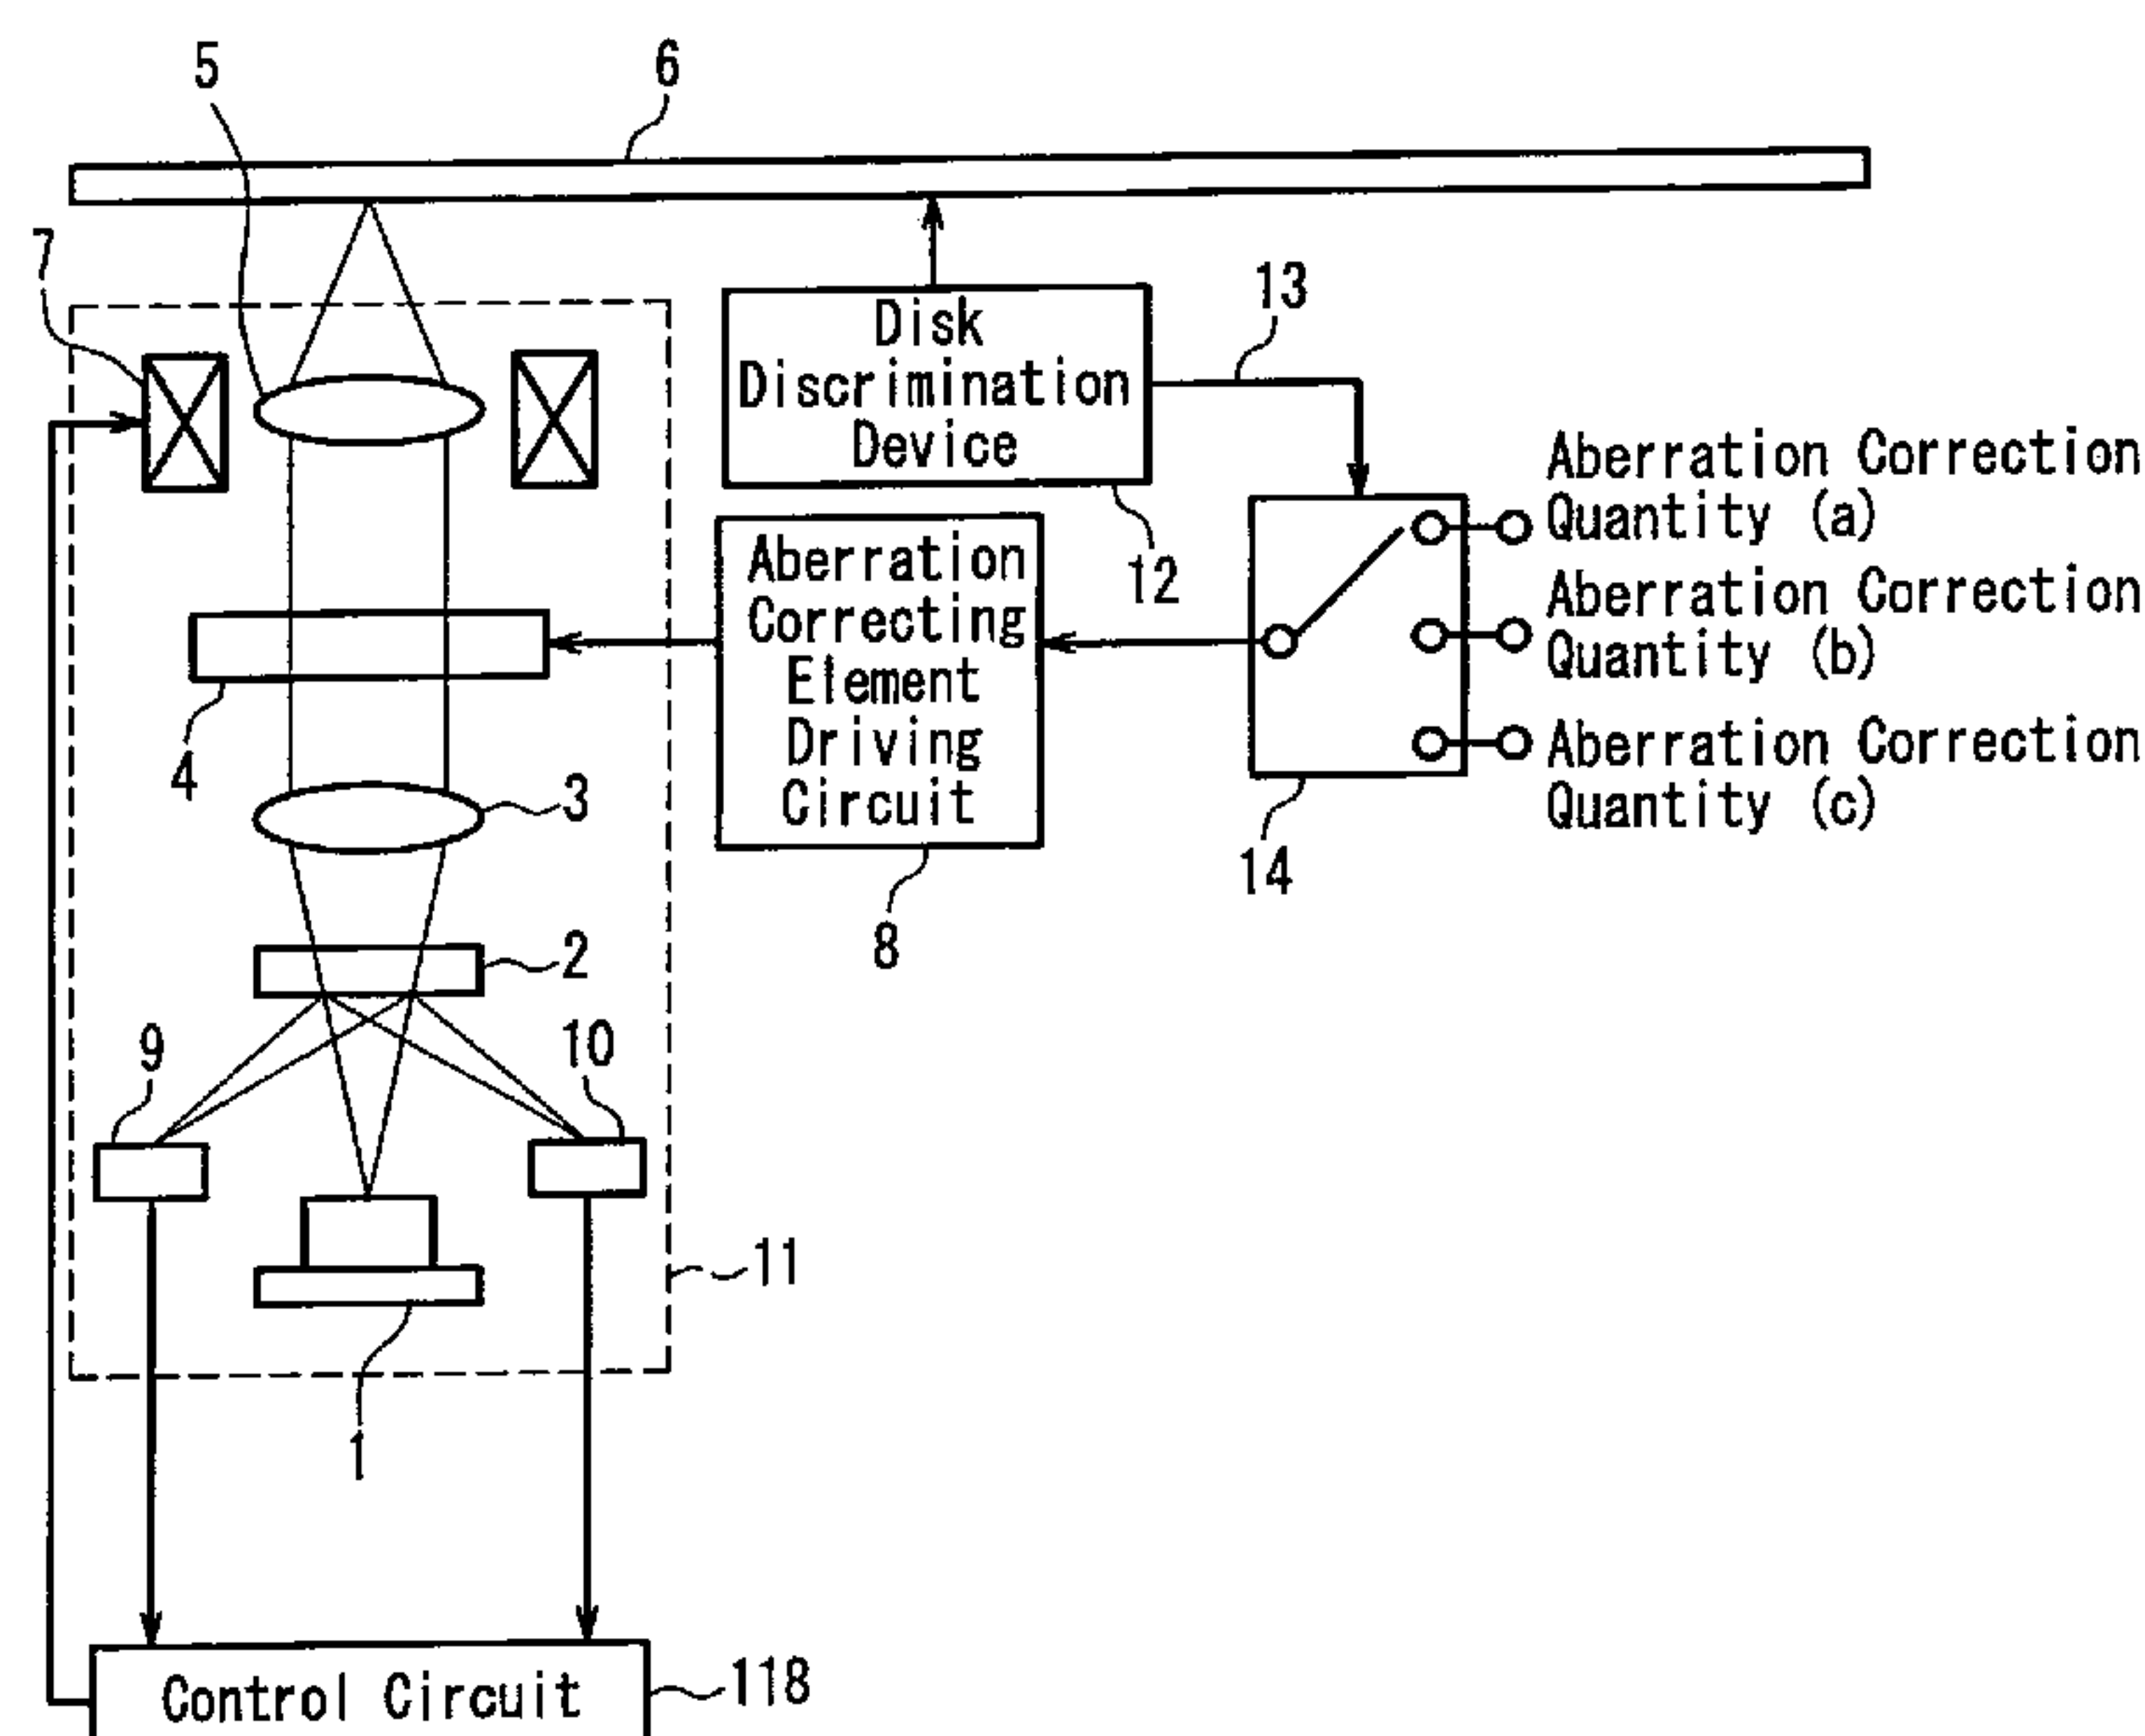 5
6
7
13
Disk
Discrimination
Device
Aberration Correction
Quantity (a)
12
Aberration
Correcting
Element
Driving
Circuit
Aberration Correction
Quantity (b)
4
3
Aberration Correction
Quantity (c)
14
8
2
9
10
11
1
Control Circuit
118